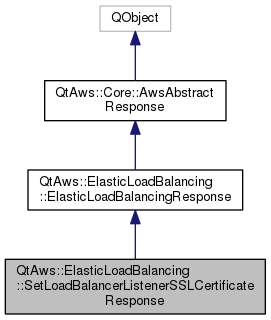 QObject
QtAws::Core::AwsAbstract
Response
QtAws::ElasticLoadBalancing
::ElasticLoadBalancingResponse
QtAws::ElasticLoadBalancing
::SetLoadBalancerListenerSSLCertificate
Response